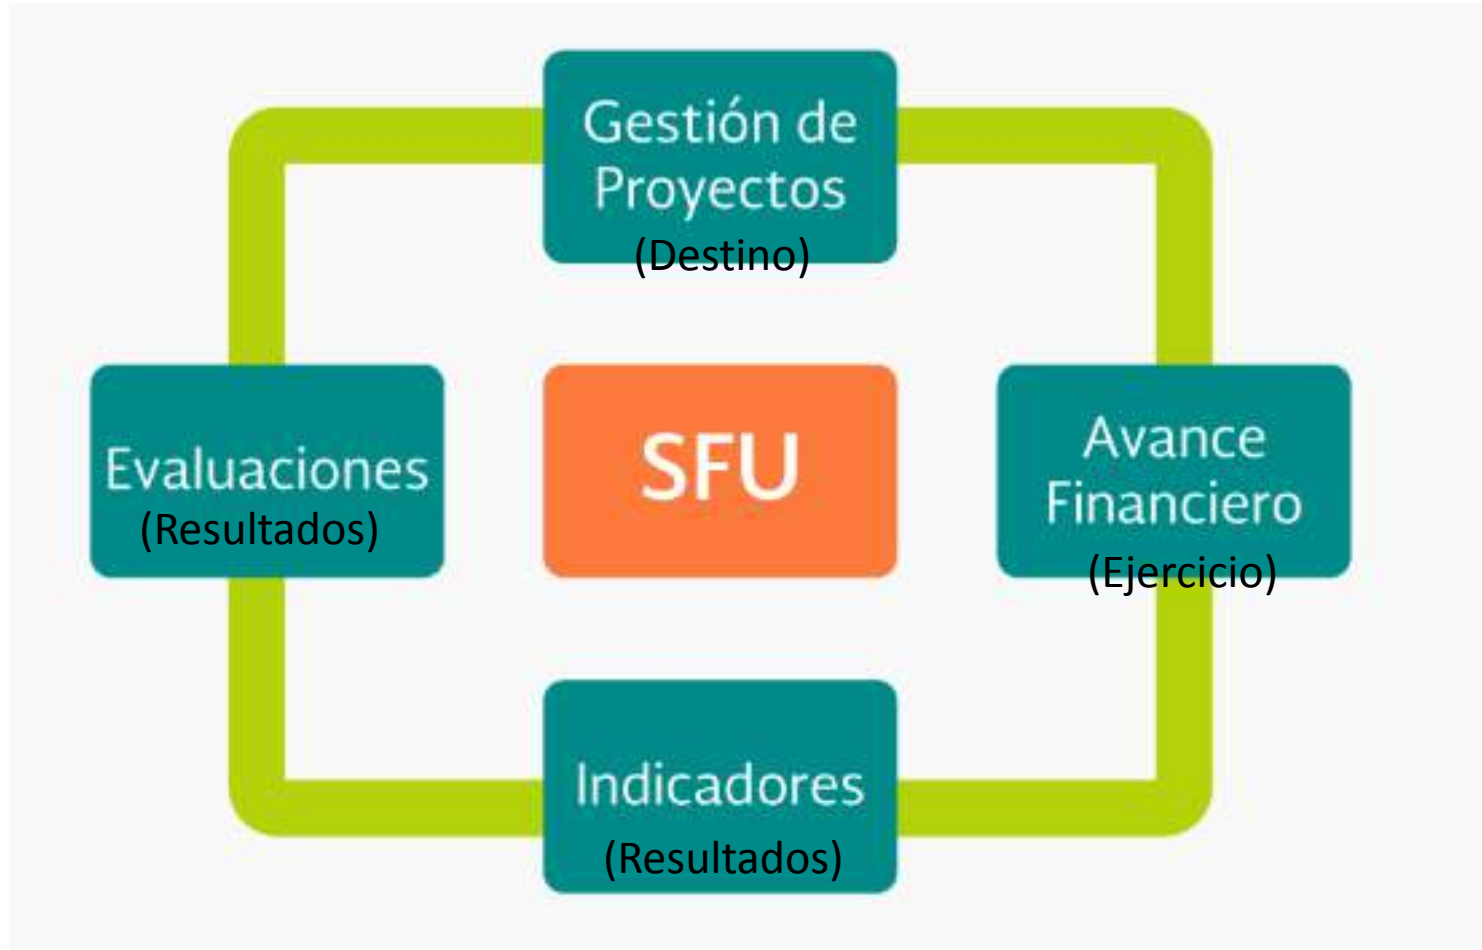 Gestión de
Proyectos
(Destino)
Evaluaciones
(Resultados)
SFU
Avance
Financiero
(Ejercicio)
Indicadores
(Resultados)